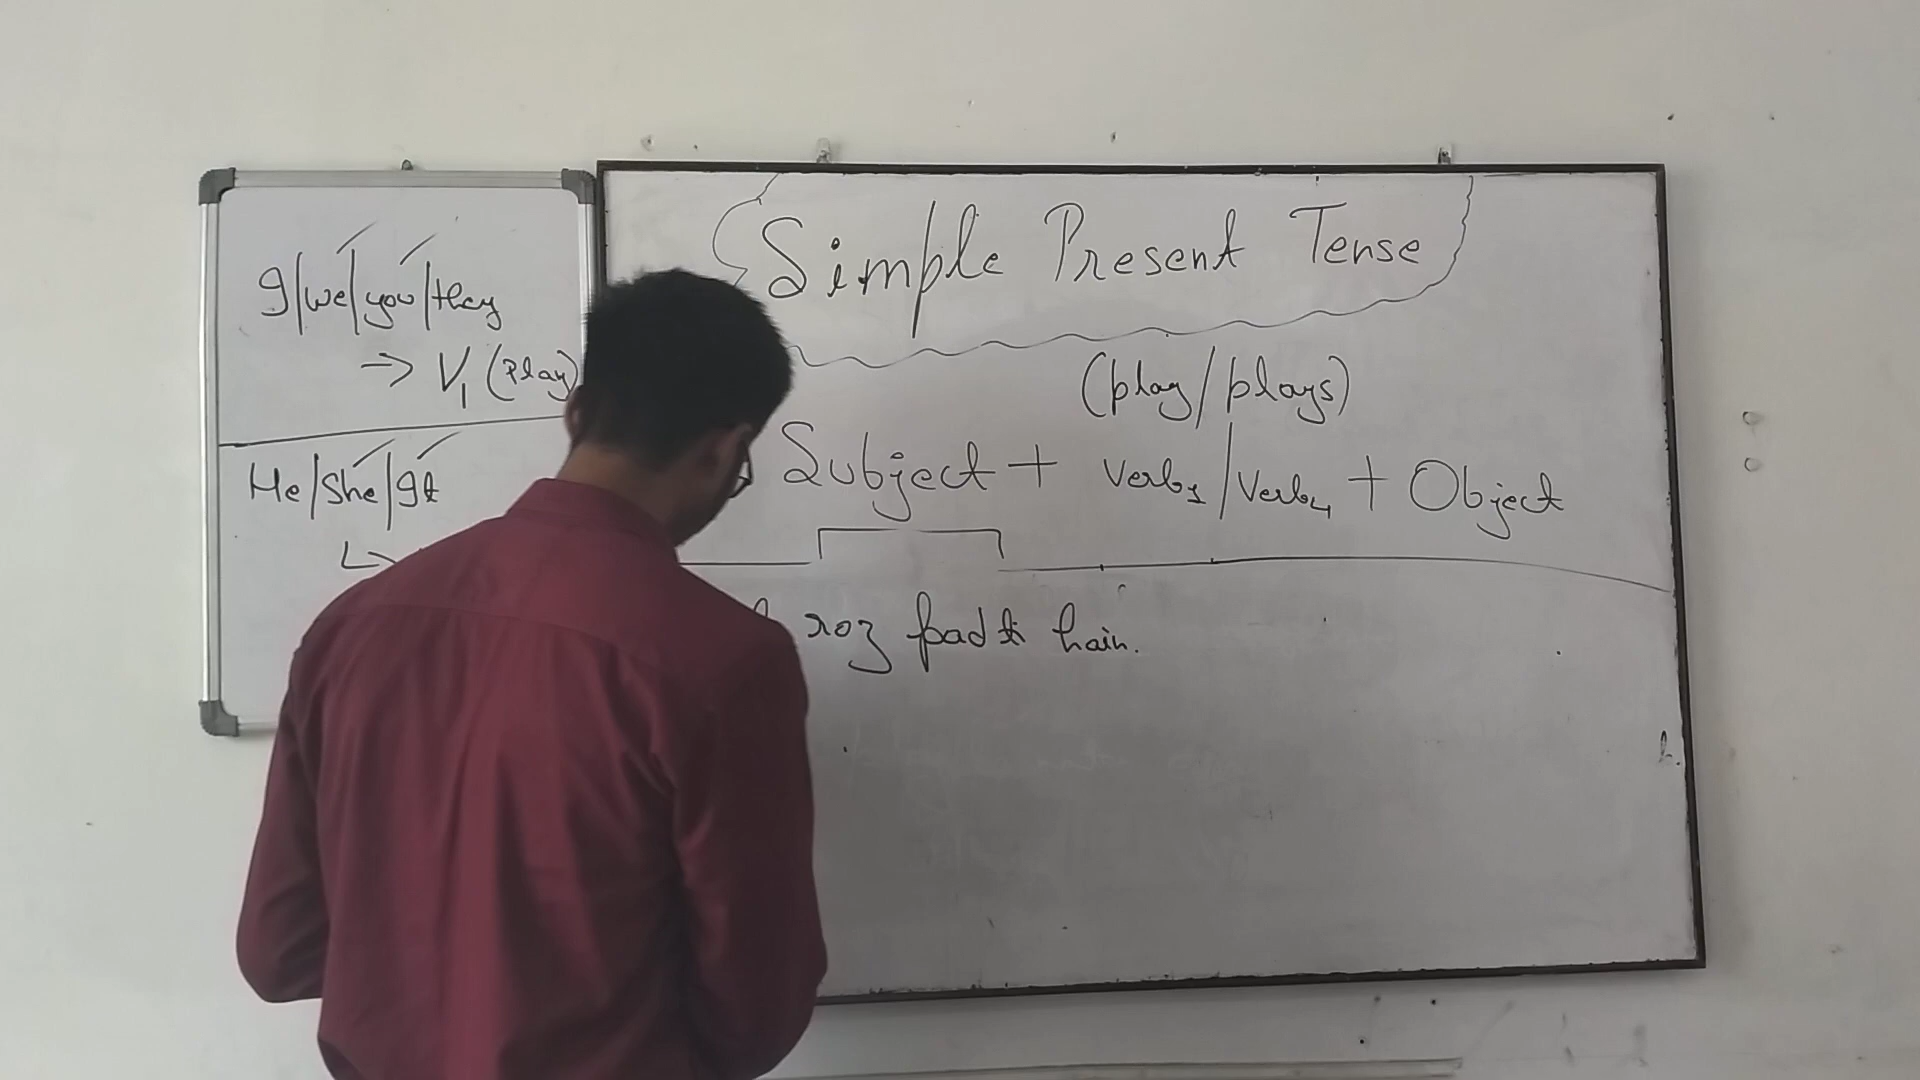 I/we/you/they
→ V1 (Play)
He/She/It
Simple Present Tense
(play/plays)
Subject + Verb1/Verb4 + Object
roz padti hain.